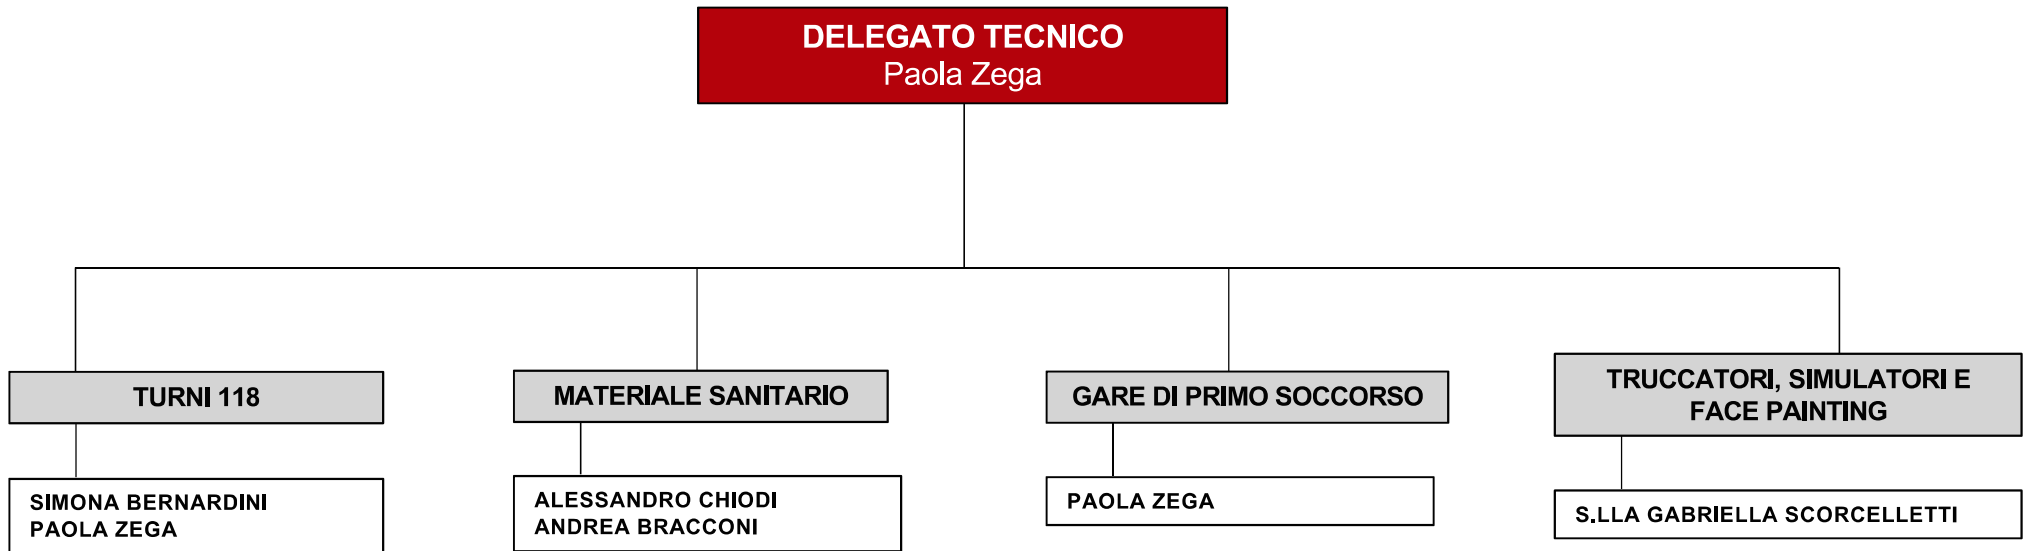 DELEGATO TECNICO
Paola Zega
TURNI 118
SIMONA BERNARDINI
PAOLA ZEGA
MATERIALE SANITARIO
ALESSANDRO CHIODI
ANDREA BRACCONI
GARE DI PRIMO SOCCORSO
PAOLA ZEGA
TRUCCATORI, SIMULATORI E
FACE PAINTING
S.LLA GABRIELLA SCORCELLETTI